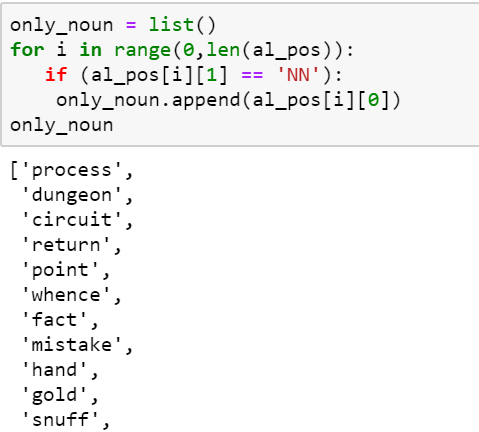 only_noun = list()
for i in range(0,len(al_pos)):
   if (al_pos[i][1] == 'NN'):
    only_noun.append(al_pos[i][0])
only_noun
['process',
 'dungeon',
 'circuit',
 'return',
 'point',
 'whence',
 'fact',
 'mistake',
 'hand',
 'gold',
 'snuff',